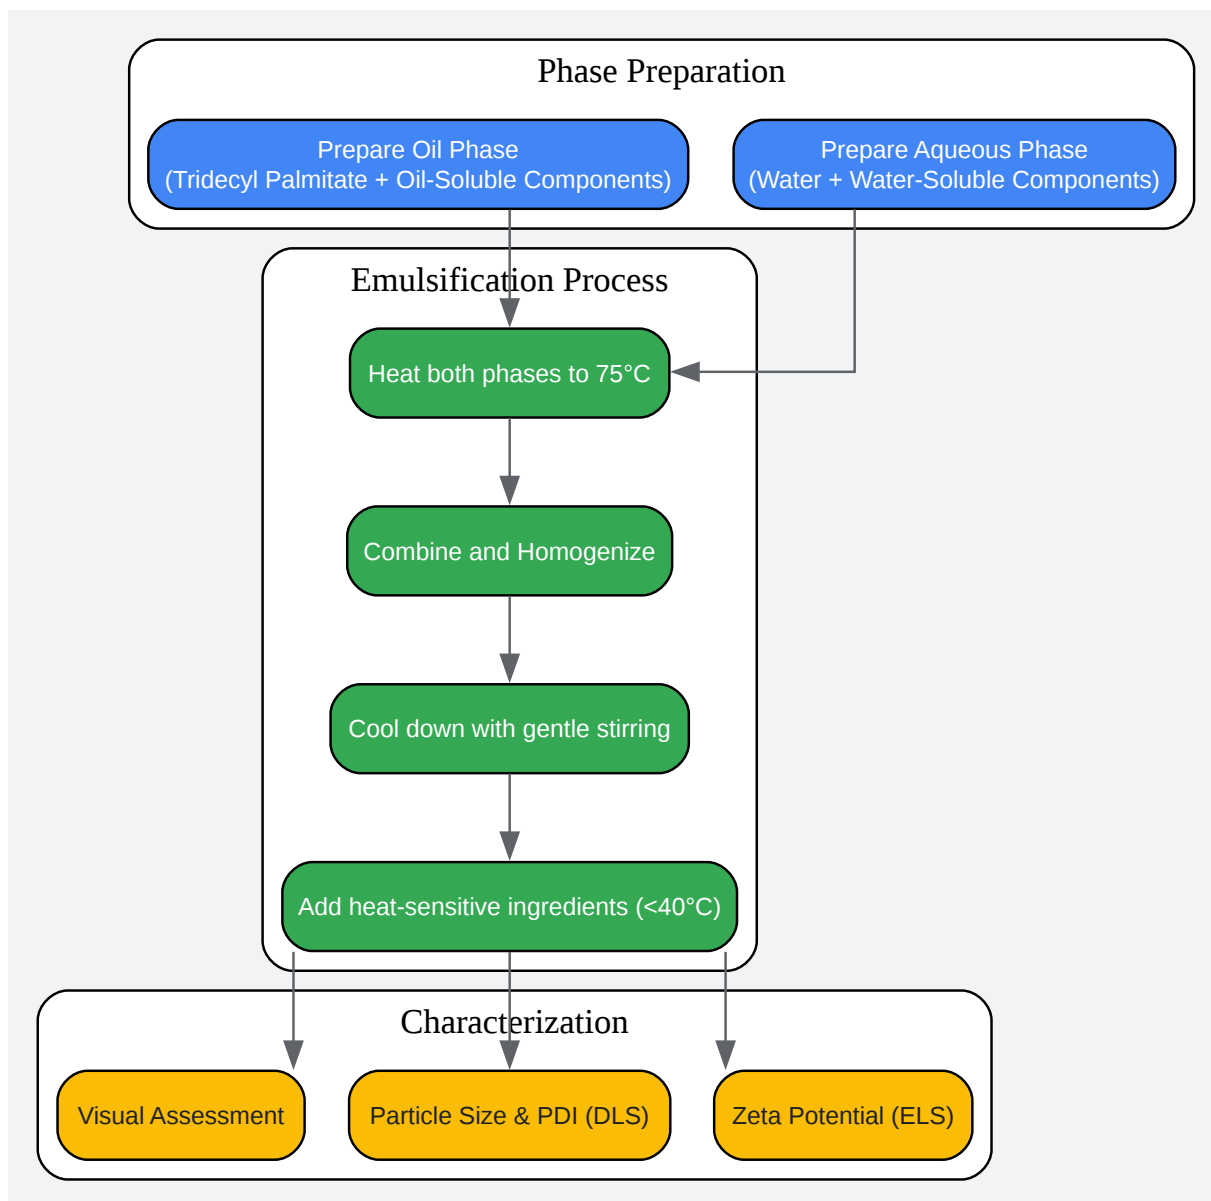 Phase Preparation
Prepare Oil Phase
(Tridecyl Palmitate + Oil-Soluble Components)
Prepare Aqueous Phase
(Water + Water-Soluble Components)
Emulsification Process
Heat both phases to 75°C
Combine and Homogenize
Cool down with gentle stirring
Add heat-sensitive ingredients (<40°C)
Characterization
Visual Assessment
Particle Size & PDI (DLS)
Zeta Potential (ELS)